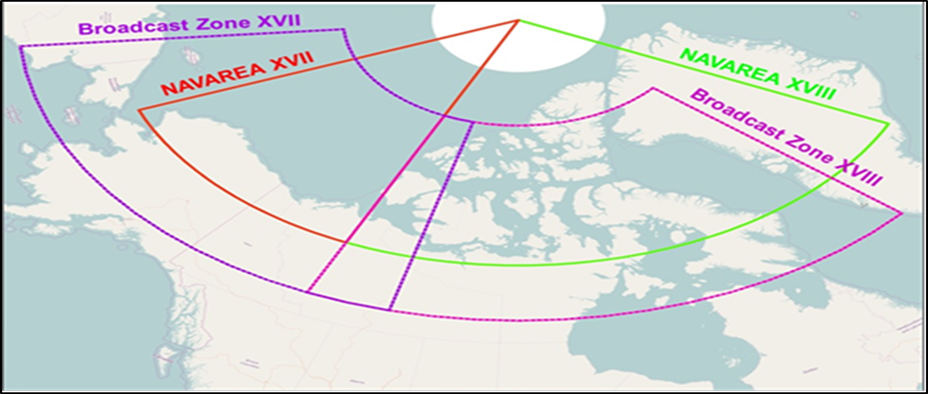 Broadcast Zone XVII
NAVAREA XVII
NAVAREA XVIII
Broadcast Zone XVIII